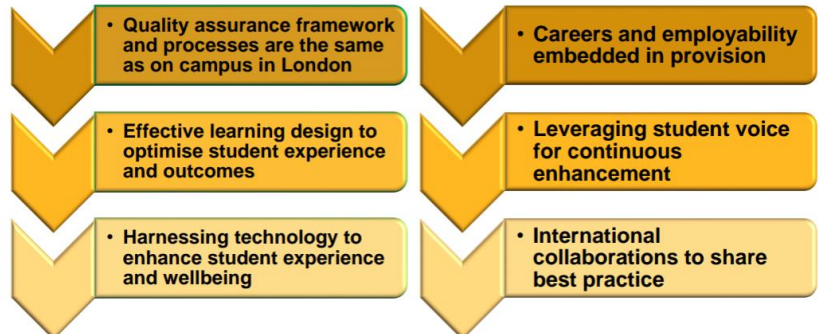 • Quality assurance framework
and processes are the same
as on campus in London
• Effective learning design to
optimise student experience
and outcomes
• Harnessing technology to
enhance student experience
and wellbeing
• Careers and employability
embedded in provision
• Leveraging student voice
for continuous
enhancement
• International
collaborations to share
best practice